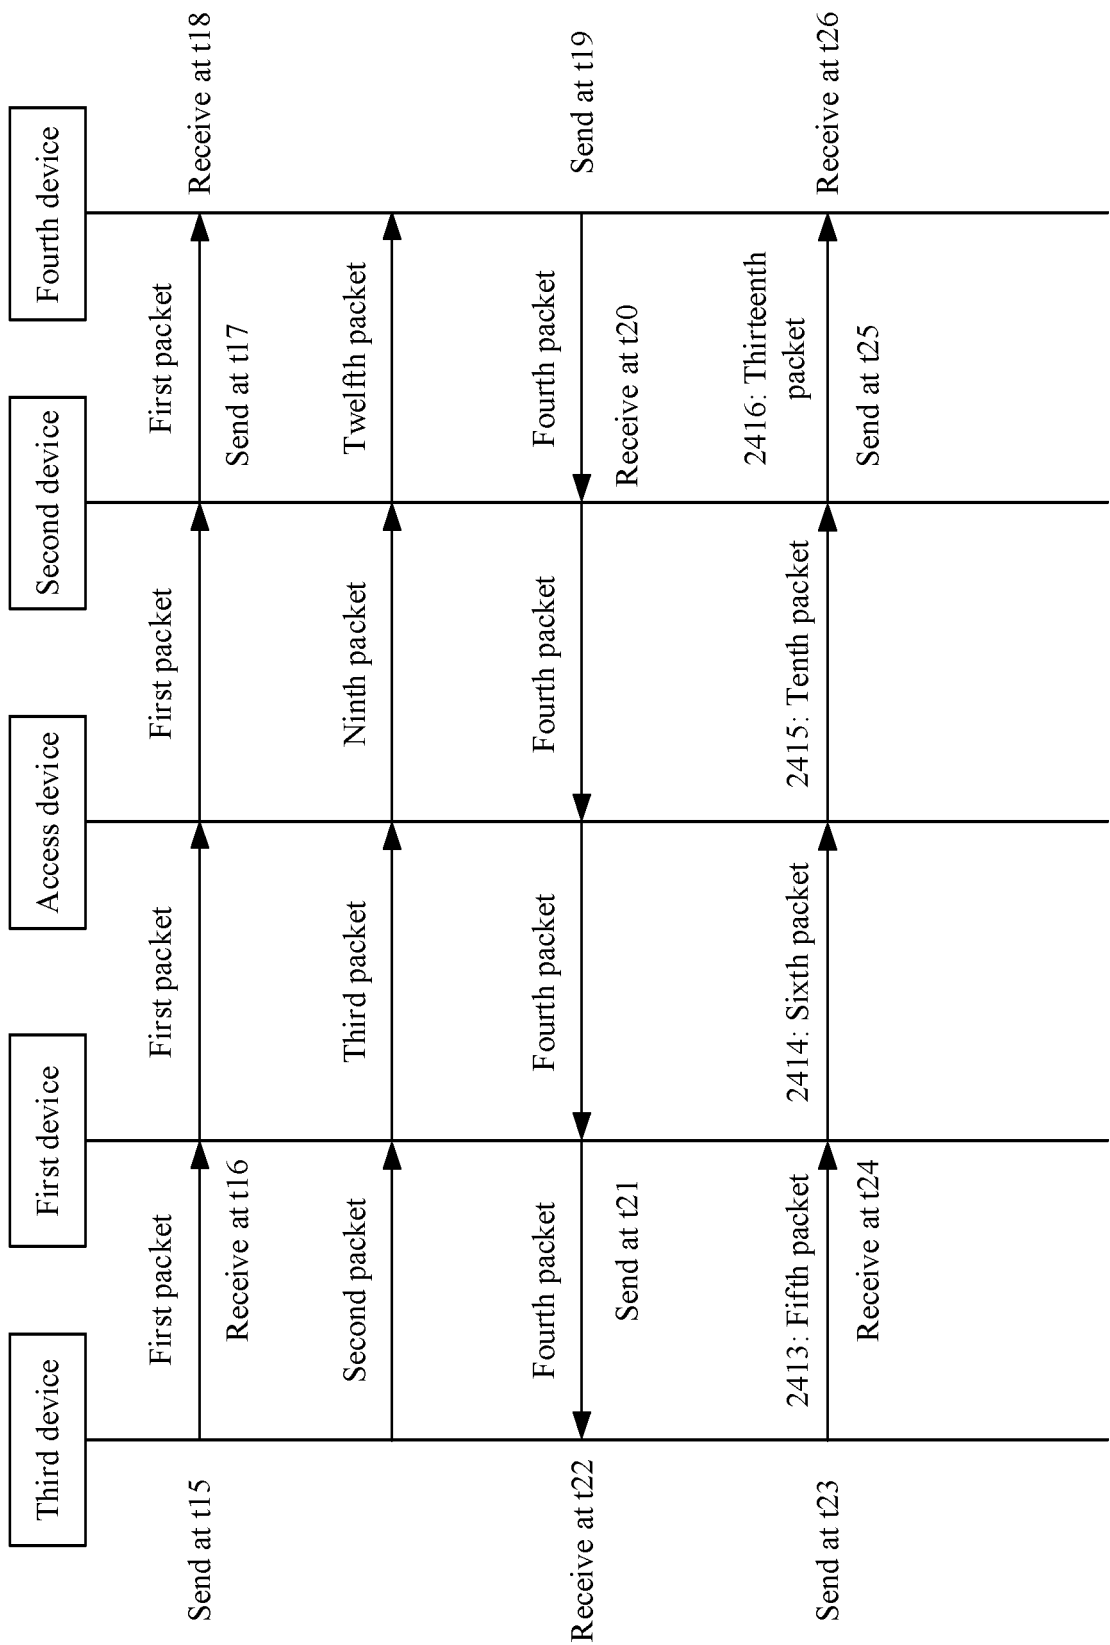 Third device
First device
Access device
Second device
Fourth device
Send at t15
First packet
First packet
First packet
First packet
Receive at t18
Receive at t16
Send at t17
Second packet
Third packet
Ninth packet
Twelfth packet
Receive at t22
Fourth packet
Fourth packet
Fourth packet
Fourth packet
Send at t19
Send at t21
Receive at t20
Send at t23
2413: Fifth packet
2414: Sixth packet
2415: Tenth packet
2416: Thirteenth
packet
Receive at t26
Receive at t24
Send at t25